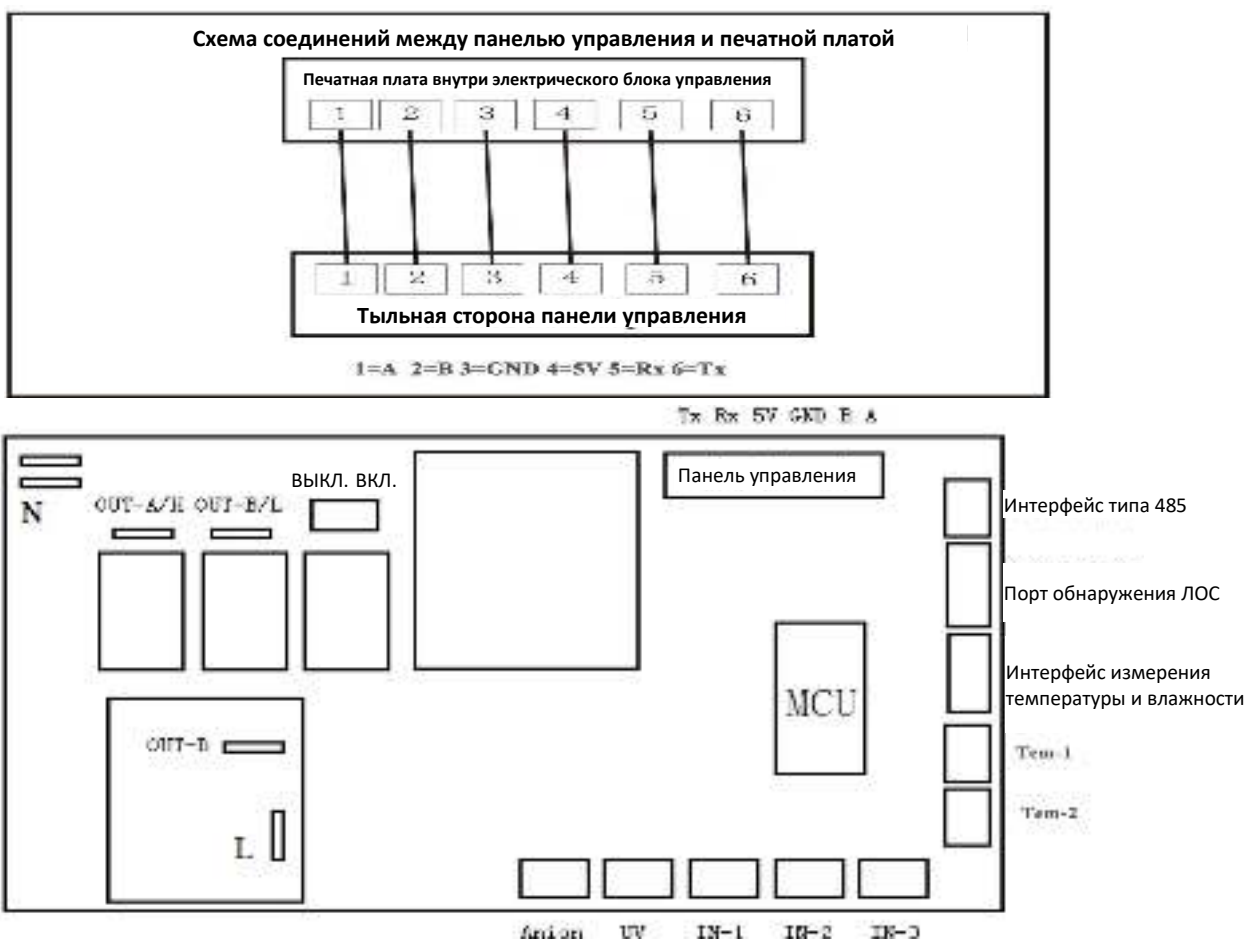 Схема соединений между панелью управления и печатной платой
Печатная плата внутри электрического блока управления
1 2 3 4 5 6
1 2 3 4 5 6
Тыльная сторона панели управления
1=A 2=B 3=GND 4=5V 5=Rx 6=Tx
Tx Rx 5V GND B A
Панель управления
ВЫКЛ. ВКЛ.
N
OUT-A/H OUT-B/L
Интерфейс типа 485
Порт обнаружения ЛОС
Интерфейс измерения
температуры и влажности
MCU
Tem-1
Tem-2
L
Anion UV IN-1 IN-2